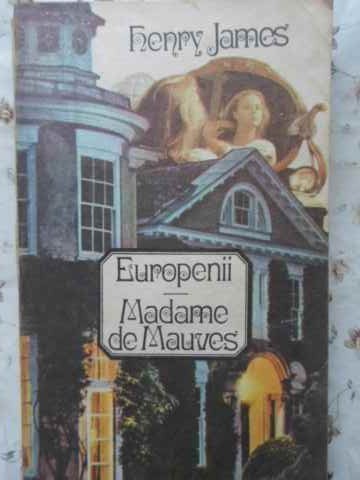 Henry James
Europenii
Madame
de Mauves